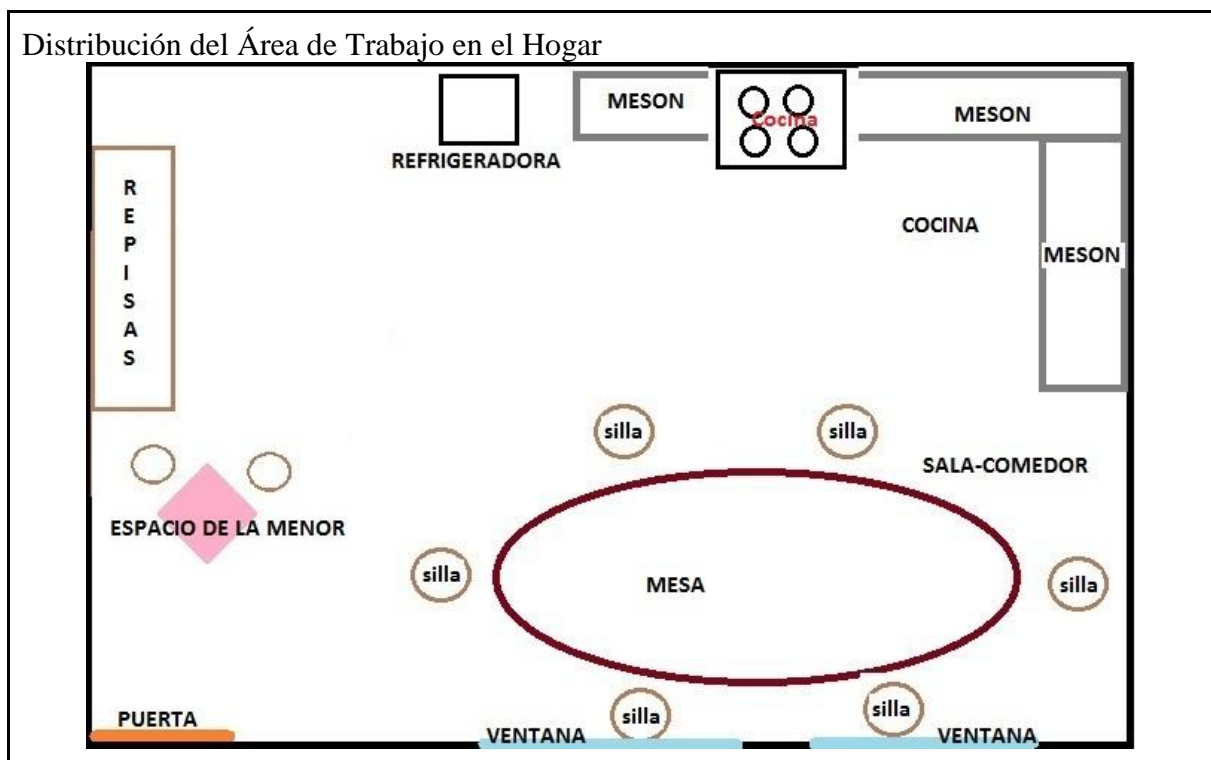 Distribución del Área de Trabajo en el Hogar
MESON
Cocina
MESON
REFRIGERADORA
REPISAS
COCINA
MESON
silla
silla
SALA-COMEDOR
ESPACIO DE LA MENOR
silla
MESA
silla
silla
silla
PUERTA
VENTANA
VENTANA